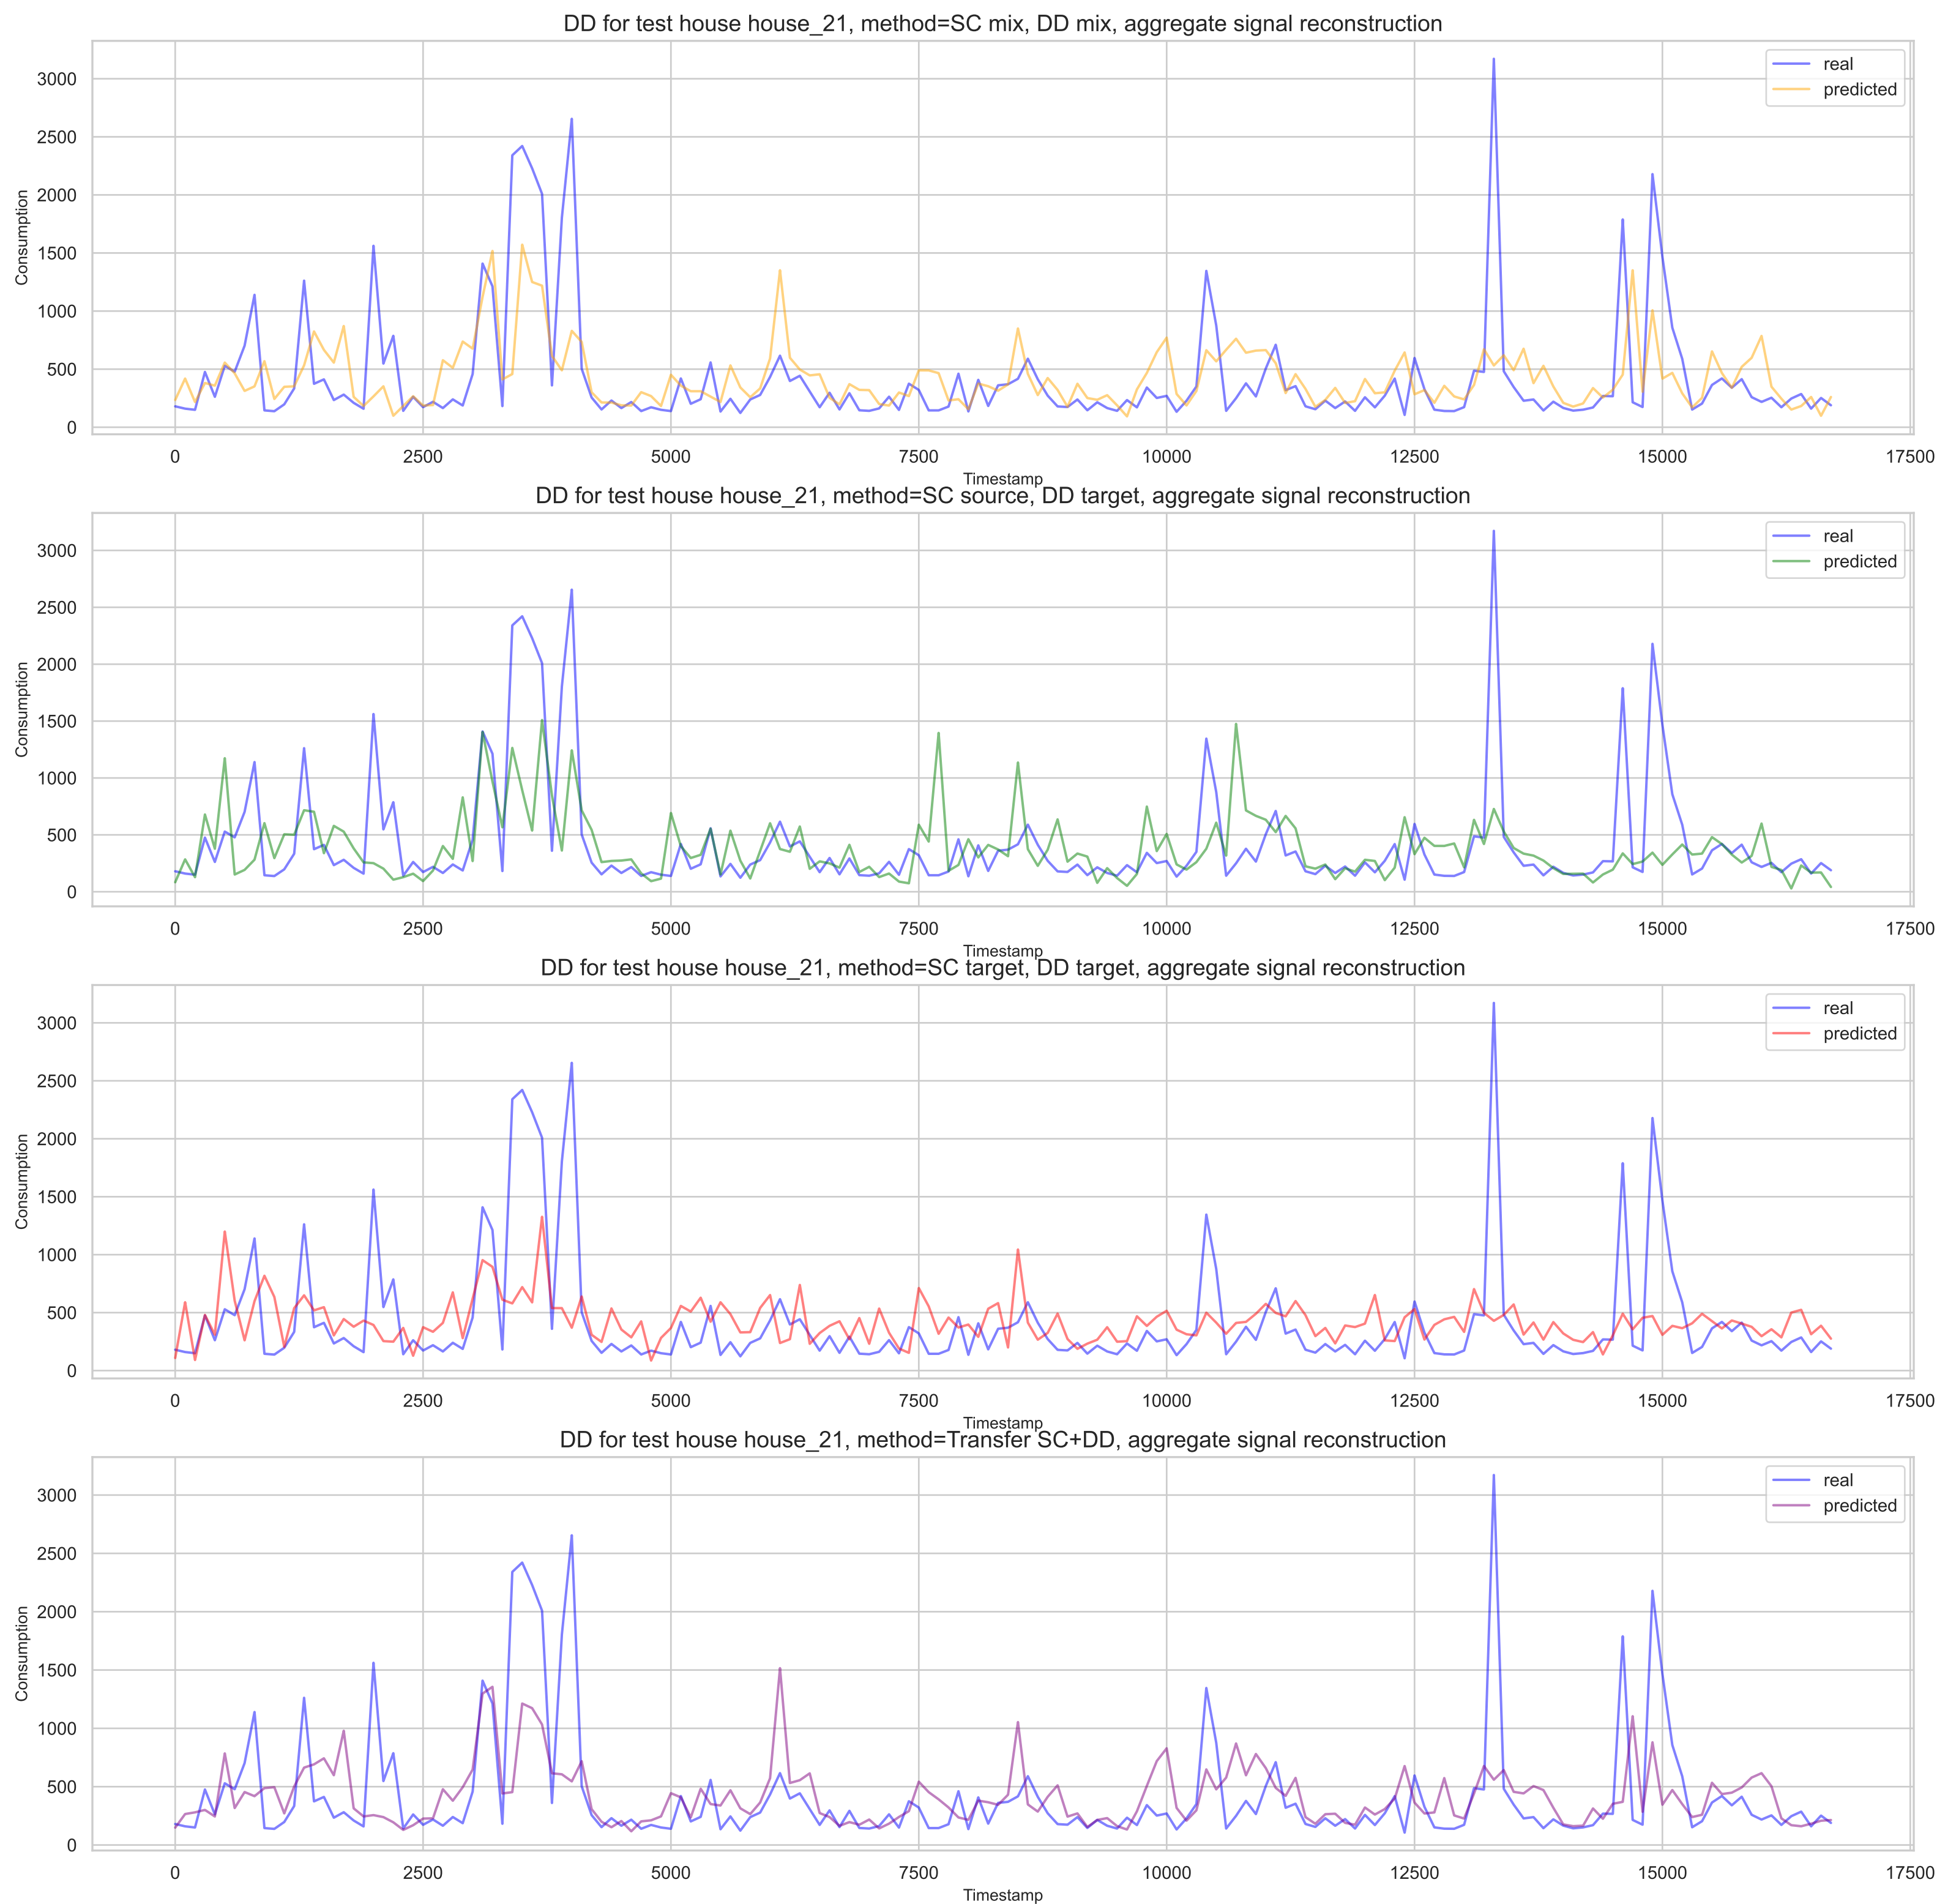 DD for test house house_21, method=SC mix, DD mix, aggregate signal reconstruction
real
predicted
Consumption
3000
2500
2000
1500
1000
500
0
0 2500 5000 7500 10000 12500 15000 17500
Timestamp
DD for test house house_21, method=SC source, DD target, aggregate signal reconstruction
real
predicted
Consumption
3000
2500
2000
1500
1000
500
0
0 2500 5000 7500 10000 12500 15000 17500
Timestamp
DD for test house house_21, method=SC target, DD target, aggregate signal reconstruction
real
predicted
Consumption
3000
2500
2000
1500
1000
500
0
0 2500 5000 7500 10000 12500 15000 17500
Timestamp
DD for test house house_21, method=Transfer SC+DD, aggregate signal reconstruction
real
predicted
Consumption
3000
2500
2000
1500
1000
500
0
0 2500 5000 7500 10000 12500 15000 17500
Timestamp